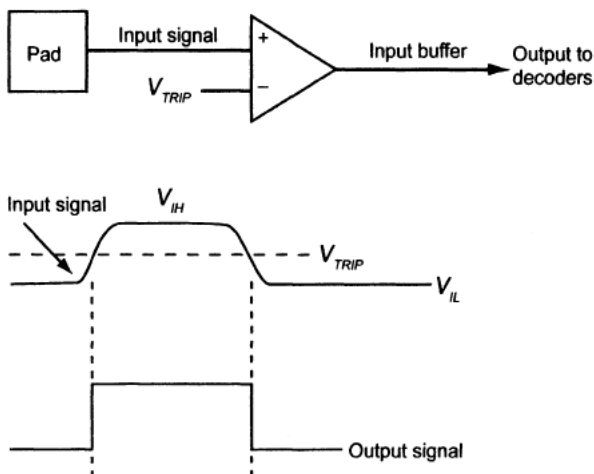 Pad
Input signal
+
V_TRIP
−
Input buffer
Output to
decoders
V_IH
Input signal
V_TRIP
V_IL
Output signal